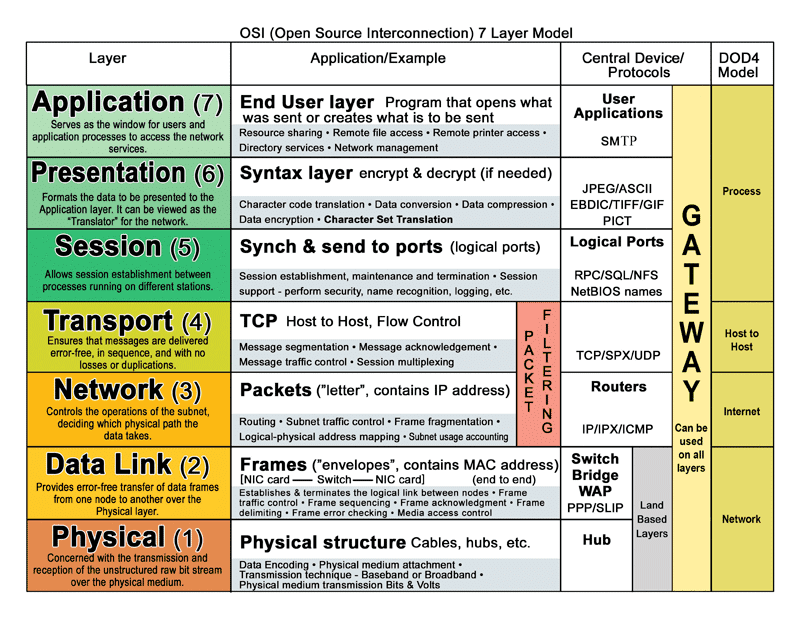 OSI (Open Source Interconnection) 7 Layer Model
Layer
Application/Example
Central Device/
Protocols
DOD4
Model
Application (7)
Serves as the window for users and
application processes to access the network
services.
End User layer Program that opens what
was sent or creates what is to be sent
Resource sharing • Remote file access • Remote printer access •
Directory services • Network management
User
Applications
SMTP
Presentation (6)
Formats the data to be presented to the
Application layer. It can be viewed as the
"Translator" for the network.
Syntax layer encrypt & decrypt (if needed)
Character code translation • Data conversion • Data compression •
Data encryption • Character Set Translation
JPEG/ASCII
EBDIC/TIFF/GIF
PICT
Process
Session (5)
Allows session establishment between
processes running on different stations.
Synch & send to ports (logical ports)
Session establishment, maintenance and termination • Session
support - perform security, name recognition, logging, etc.
Logical Ports
RPC/SQL/NFS
NetBIOS names
Transport (4)
Ensures that messages are delivered
error-free, in sequence, and with no
losses or duplications.
TCP Host to Host, Flow Control
Message segmentation • Message acknowledgement •
Message traffic control • Session multiplexing
PACKET
FILTERING
TCP/SPX/UDP
Host to
Host
Network (3)
Controls the operations of the subnet,
deciding which physical path the
data takes.
Packets ("letter", contains IP address)
Routing • Subnet traffic control • Frame fragmentation •
Logical-physical address mapping • Subnet usage accounting
Routers
IP/IPX/ICMP
Internet
GATEWAY
Can be
used
on all
layers
Data Link (2)
Provides error-free transfer of data frames
from one node to another over the
Physical layer.
Frames ("envelopes", contains MAC address)
[NIC card —— Switch—— NIC card] (end to end)
Establishes & terminates the logical link between nodes • Frame
traffic control • Frame sequencing • Frame acknowledgment • Frame
delimiting • Frame error checking • Media access control
Switch
Bridge
WAP
PPP/SLIP
Land
Based
Layers
Network
Physical (1)
Concerned with the transmission and
reception of the unstructured raw bit stream
over the physical medium.
Physical structure Cables, hubs, etc.
Data Encoding • Physical medium attachment •
Transmission technique - Baseband or Broadband •
Physical medium transmission Bits & Volts
Hub